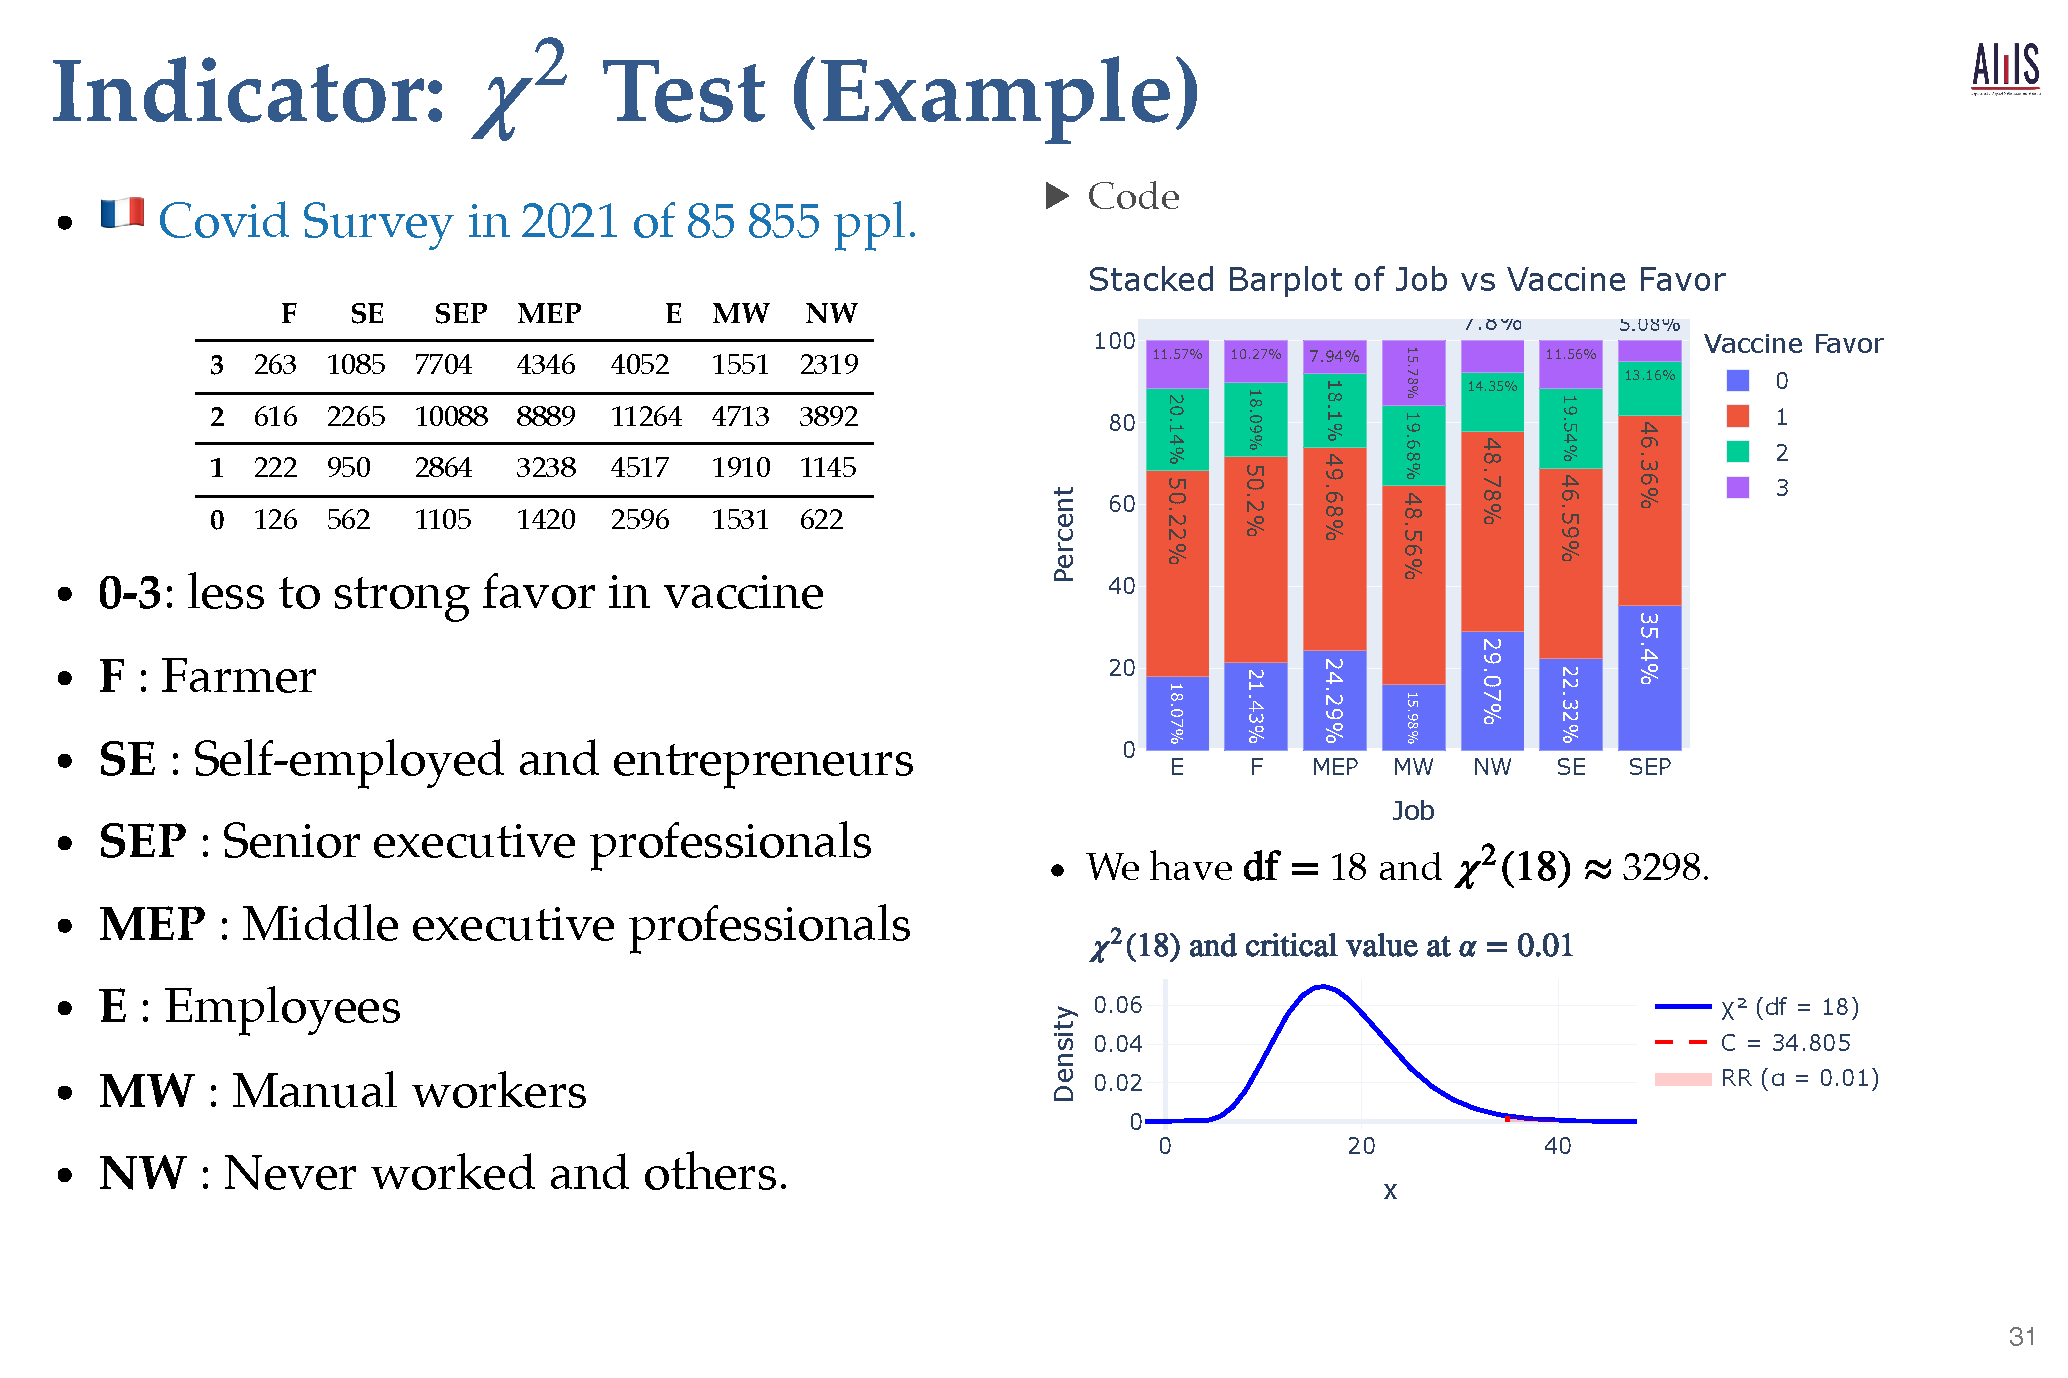 Indicator: χ² Test (Example)
AMS
• 🇫🇷 Covid Survey in 2021 of 85 855 ppl.
F SE SEP MEP E MW NW
3 263 1085 7704 4346 4052 1551 2319
2 616 2265 10088 8889 11264 4713 3892
1 222 950 2864 3238 4517 1910 1145
0 126 562 1105 1420 2596 1531 622
• 0-3: less to strong favor in vaccine
• F : Farmer
• SE : Self-employed and entrepreneurs
• SEP : Senior executive professionals
• MEP : Middle executive professionals
• E : Employees
• MW : Manual workers
• NW : Never worked and others.
▶ Code
Stacked Barplot of Job vs Vaccine Favor
7.8% 5.08%
11.57% 10.27% 7.94% 15.78% 11.56%
20.14% 18.09% 18.1% 19.68% 14.35% 19.54% 13.16%
50.22% 50.2% 49.68% 48.56% 48.78% 46.59% 46.36%
18.07% 21.43% 24.29% 15.98% 29.07% 22.32% 35.4%
100
80
60
40
20
0
Percent
E F MEP MW NW SE SEP
Job
Vaccine Favor
0
1
2
3
• We have df = 18 and χ²(18) ≈ 3298.
χ²(18) and critical value at α = 0.01
0.06
0.04
0.02
0
Density
0 20 40
x
χ² (df = 18)
C = 34.805
RR (α = 0.01)
31